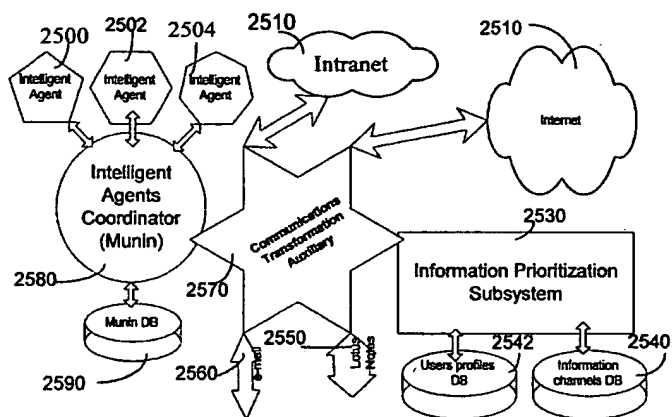 2500
2502
2504
2510
2510
Intelligent
Agent
Intelligent
Agent
Intelligent
Agent
Intranet
Internet
Intelligent
Agents
Coordinator
(Munin)
Communications
Transformation
Auxiliary
2530
2580
2570
Information Prioritization
Subsystem
Munin DB
2590
2560
e-mail
2550
Lotus
Notes
2542
Users profiles
DB
2540
Information
channels DB